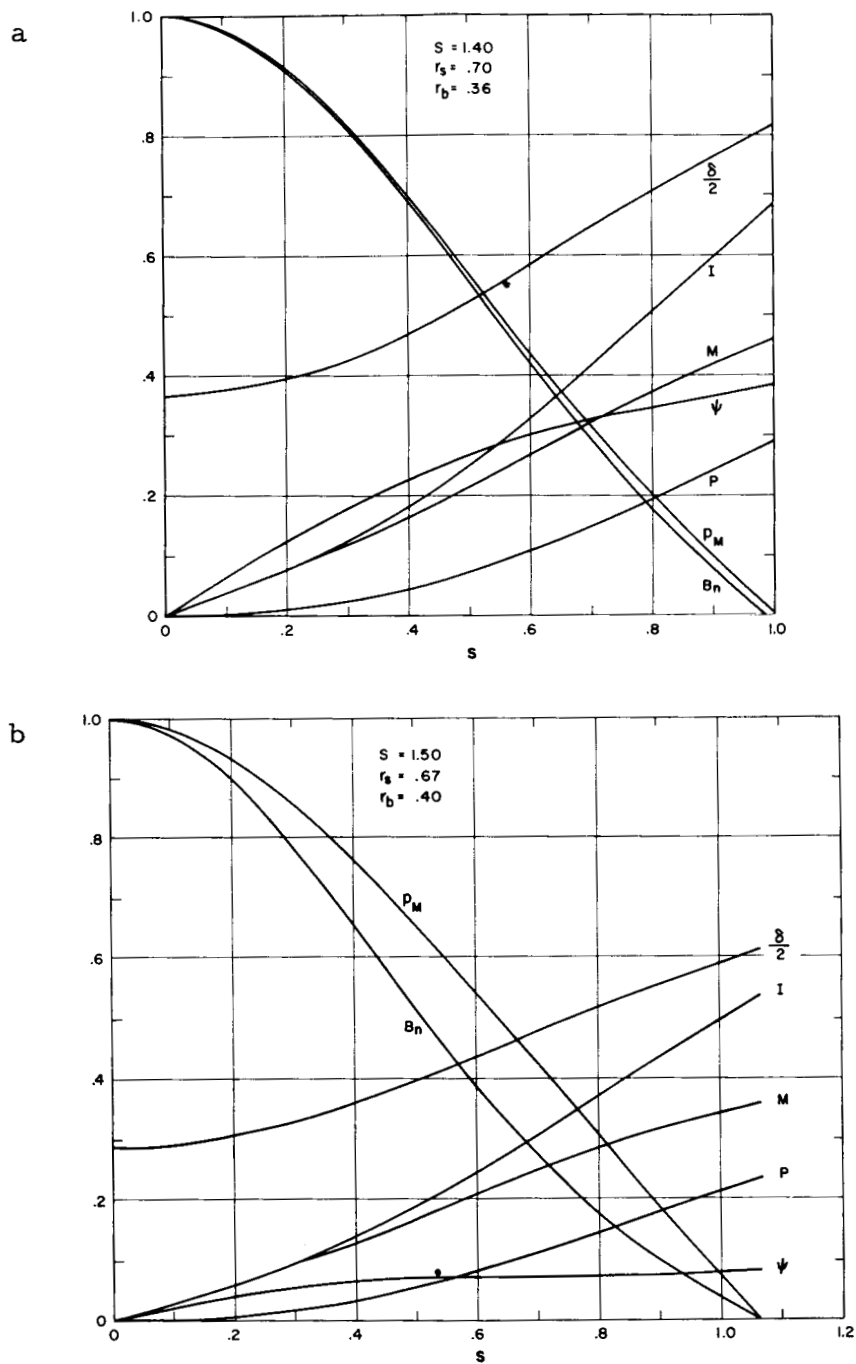 a
1.0
S = 1.40
r_s = .70
r_b = .36
.8
δ/2
I
.6
M
.4
ψ
P
.2
p_M
B_n
0
0 .2 .4 .6 .8 1.0
s
b
1.0
S = 1.50
r_s = .67
r_b = .40
.8
p_M
δ/2
.6
I
B_n
.4
M
P
.2
ψ
0
0 .2 .4 .6 .8 1.0 1.2
s